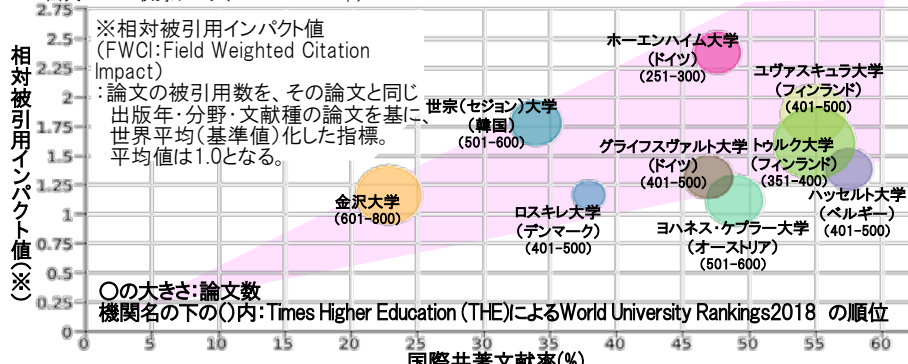 2.75
2.5
2.25
2
1.75
1.5
1.25
1
0.75
0.5
0.25
0
相対被引用インパクト値(※)
※相対被引用インパクト値
(FWCI:Field Weighted Citation
Impact)
:論文の被引用数を、その論文と同じ
出版年・分野・文献種の論文を基に、
世界平均(基準値)化した指標。
平均値は1.0となる。
ホーエンハイム大学
(ドイツ)
(251-300)
ユヴァスキュラ大学
(フィンランド)
(401-500)
世宗(セジョン)大学
(韓国)
(501-600)
グライフスヴァルト大学
(ドイツ)
(401-500)
トゥルク大学
(フィンランド)
(351-400)
ハッセルト大学
(ベルギー)
(401-500)
金沢大学
(601-800)
ロスキレ大学
(デンマーク)
(401-500)
ヨハネス・ケプラー大学
(オーストリア)
(501-600)
○の大きさ:論文数
機関名の下の()内:Times Higher Education (THE)によるWorld University Rankings2018 の順位
0 5 10 15 20 25 30 35 40 45 50 55 60
国際共著文献率(%)